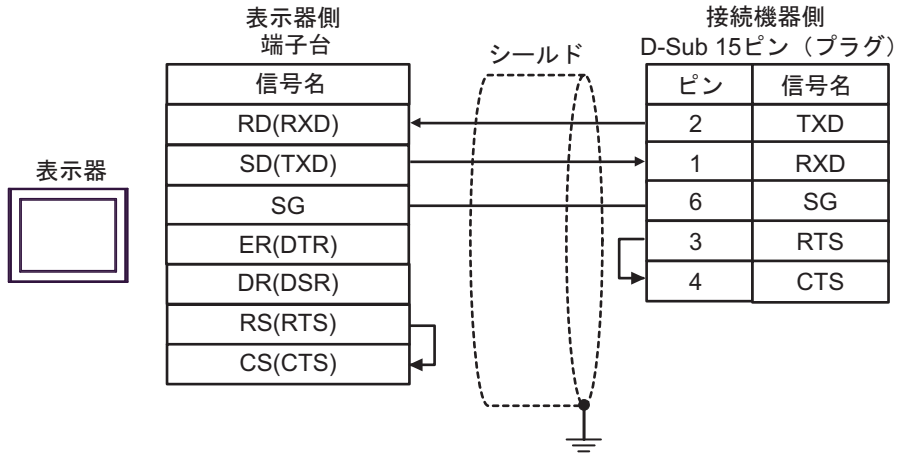 表示器側
端子台
接続機器側
D-Sub 15ピン（プラグ）
シールド
表示器
信号名
RD(RXD)
SD(TXD)
SG
ER(DTR)
DR(DSR)
RS(RTS)
CS(CTS)
ピン 信号名
2 TXD
1 RXD
6 SG
3 RTS
4 CTS